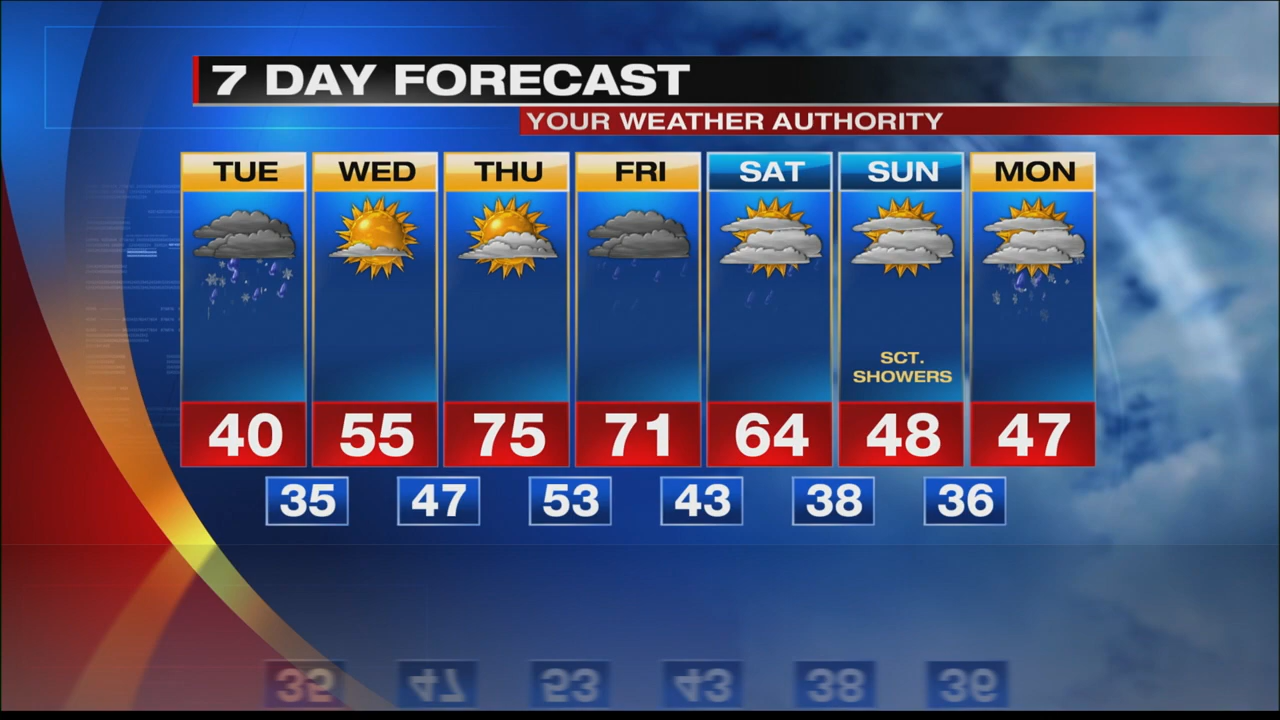 7 DAY FORECAST
YOUR WEATHER AUTHORITY
TUE WED THU FRI SAT SUN MON
SCT.
SHOWERS
40 55 75 71 64 48 47
35 47 53 43 38 36